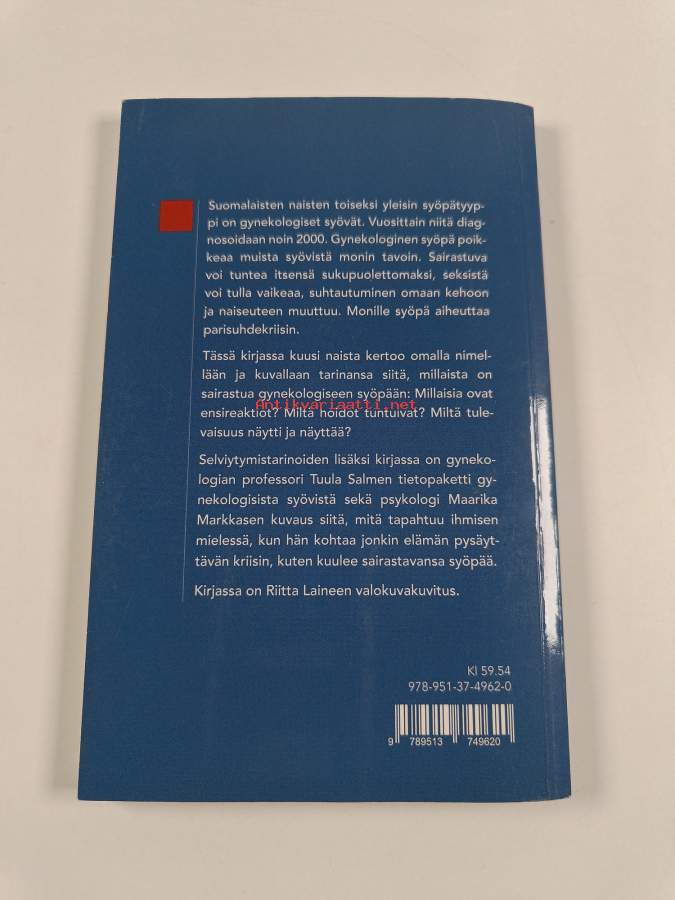 Suomalaisten naisten toiseksi yleisin syöpätyyp-
pi on gynekologiset syövät. Vuosittain niitä diag-
nosoidaan noin 2000. Gynekologinen syöpä poik-
keaa muista syövistä monin tavoin. Sairastuva
voi tuntea itsensä sukupuolettomaksi, seksistä
voi tulla vaikeaa, suhtautuminen omaan kehoon
ja naiseuteen muuttuu. Monille syöpä aiheuttaa
parisuhdekriisin.
Tässä kirjassa kuusi naista kertoo omalla nimel-
lään ja kuvallaan tarinansa siitä, millaista on
sairastua gynekologiseen syöpään: Millaisia ovat
Antikvariaatti.net
ensireaktiot? Miltä hoidot tuntuivat? Miltä tule-
vaisuus näytti ja näyttää?
Selviytymistarinoiden lisäksi kirjassa on gyneko-
logian professori Tuula Salmen tietopaketti gy-
nekologisista syövistä sekä psykologi Maarika
Markkasen kuvaus siitä, mitä tapahtuu ihmisen
mielessä, kun hän kohtaa jonkin elämän pysäyt-
tävän kriisin, kuten kuulee sairastavansa syöpää.
Kirjassa on Riitta Laineen valokuvakuvitus.
Kl 59.54
978-951-37-4962-0
9 789513 749620